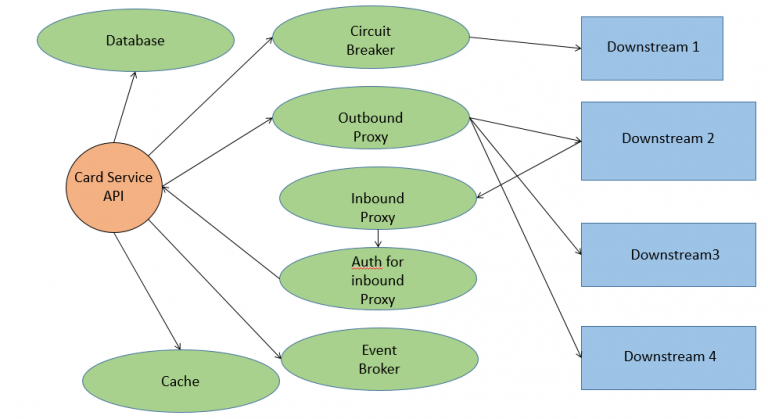 Database
Circuit
Breaker
Downstream 1
Outbound
Proxy
Downstream 2
Card Service
API
Inbound
Proxy
Auth for
inbound
Proxy
Downstream3
Event
Broker
Downstream 4
Cache